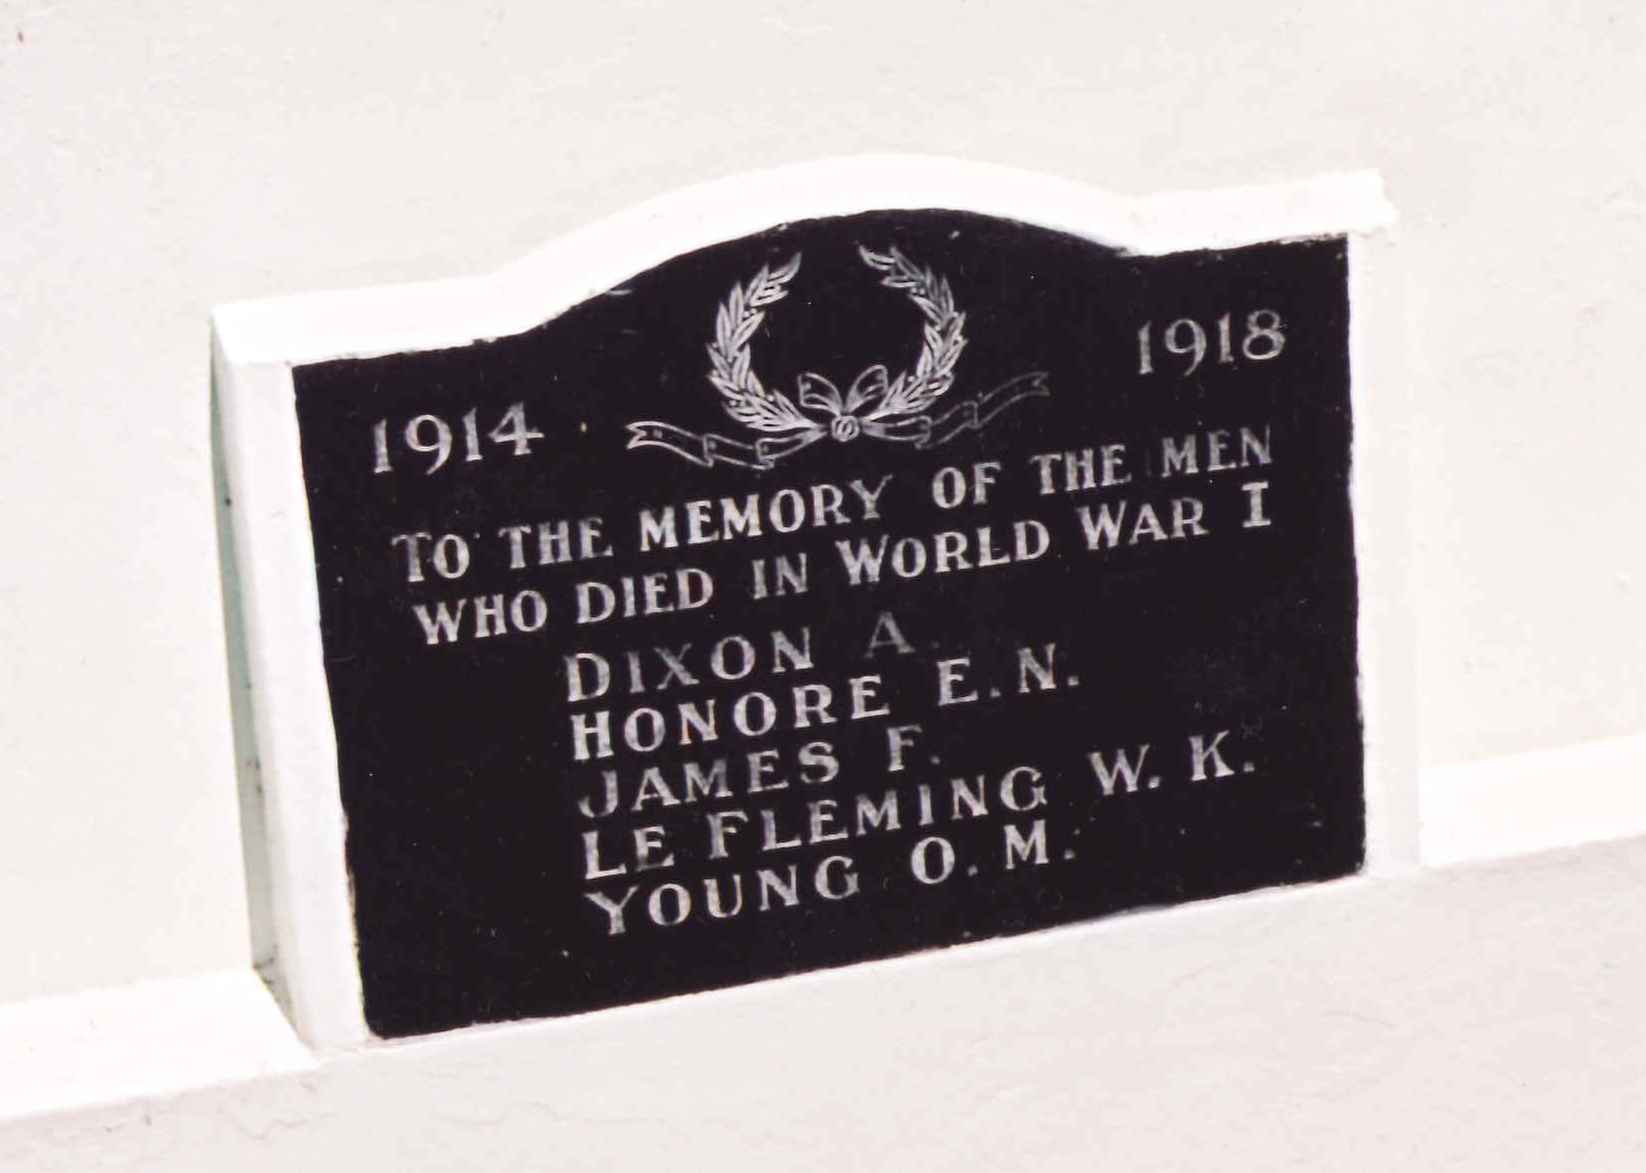 1914 1918
TO THE MEMORY OF THE MEN
WHO DIED IN WORLD WAR I
DIXON A.
HONORE E.N.
JAMES F.
LE FLEMING W.K.
YOUNG O.M.